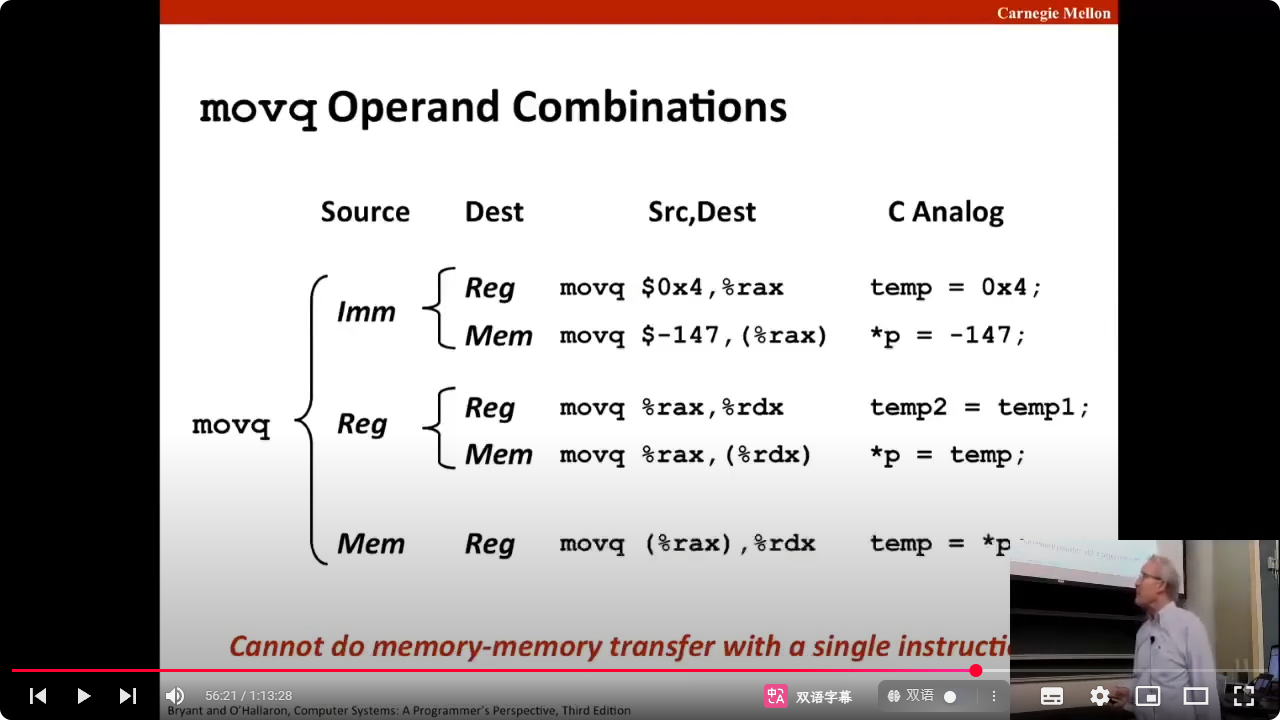 Carnegie Mellon
movq Operand Combinations
Source Dest Src,Dest C Analog
Imm Reg movq $0x4,%rax temp = 0x4;
Mem movq $-147,(%rax) *p = -147;
movq Reg Reg movq %rax,%rdx temp2 = temp1;
Mem movq %rax,(%rdx) *p = temp;
Mem Reg movq (%rax),%rdx temp = *p
Cannot do memory-memory transfer with a single instructi
56:21 / 1:13:28 双语字幕 双语
Bryant and O'Hallaron, Computer Systems: A Programmer's Perspective, Third Edition